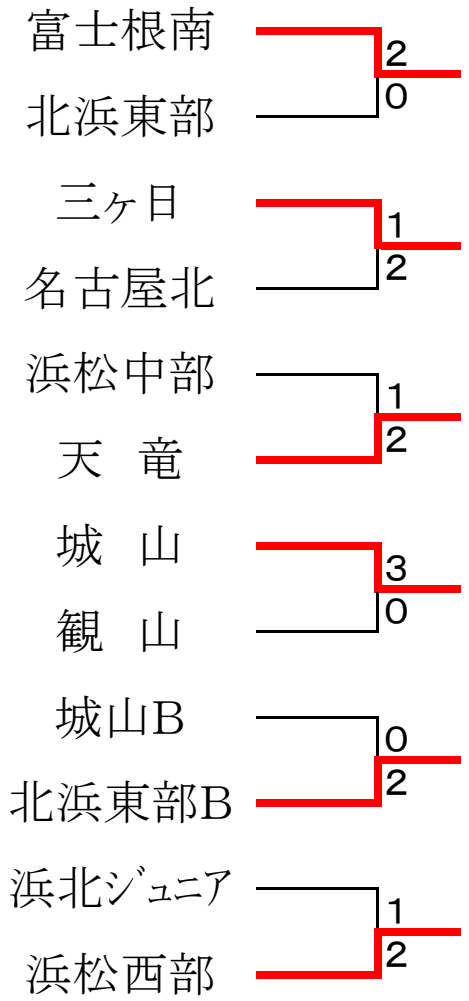 富士根南
2
0
北浜東部
三ヶ日
1
2
名古屋北
浜松中部
1
2
天　竜
城　山
3
0
観　山
城山B
0
2
北浜東部B
浜北ジュニア
1
2
浜松西部